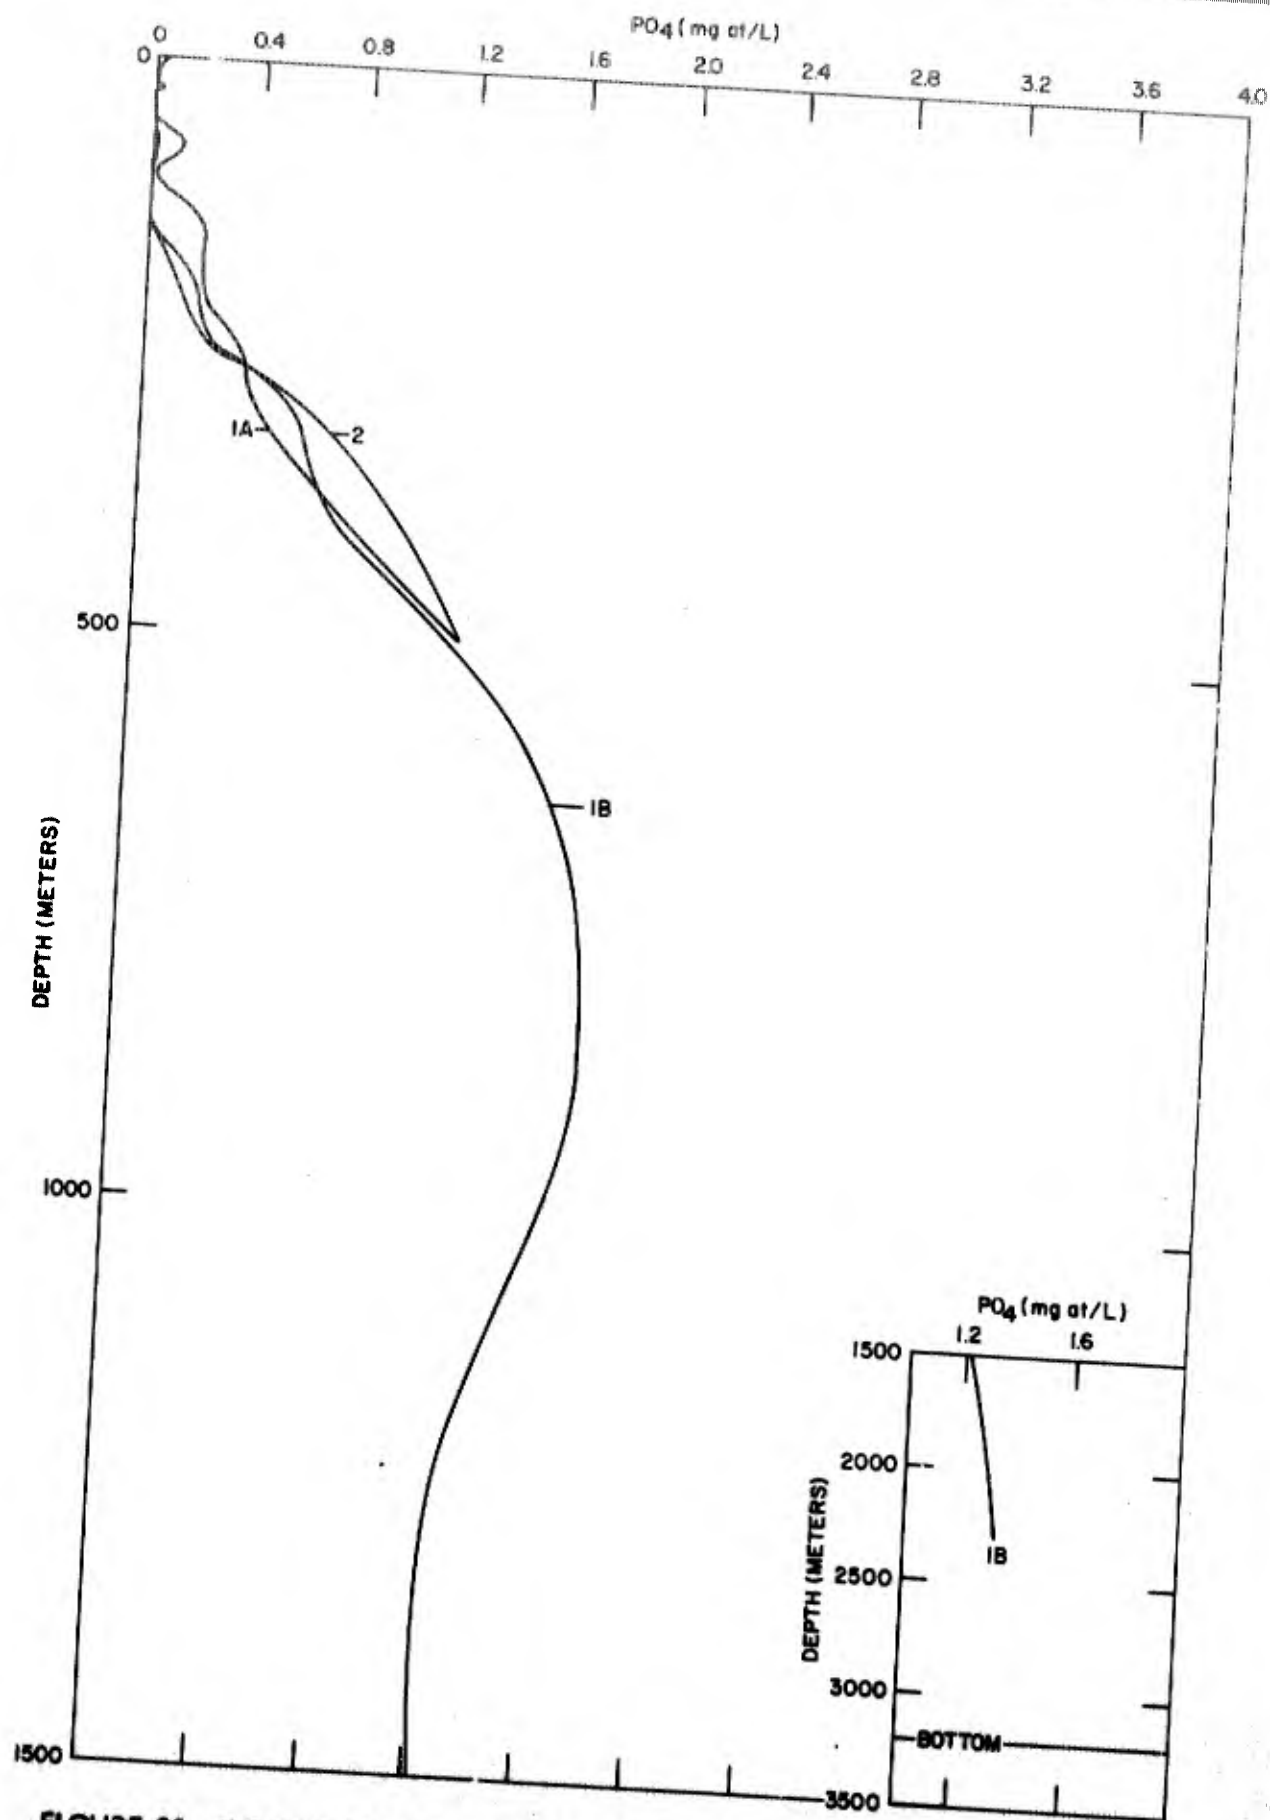 PO4 (mg at/L)
0 0.4 0.8 1.2 1.6 2.0 2.4 2.8 3.2 3.6 4.0
0
1A
2
500
1B
DEPTH (METERS)
1000
PO4 (mg at/L)
1.2 1.6
1500
2000
1B
DEPTH (METERS)
2500
3000
BOTTOM
1500
3500
FIGURE